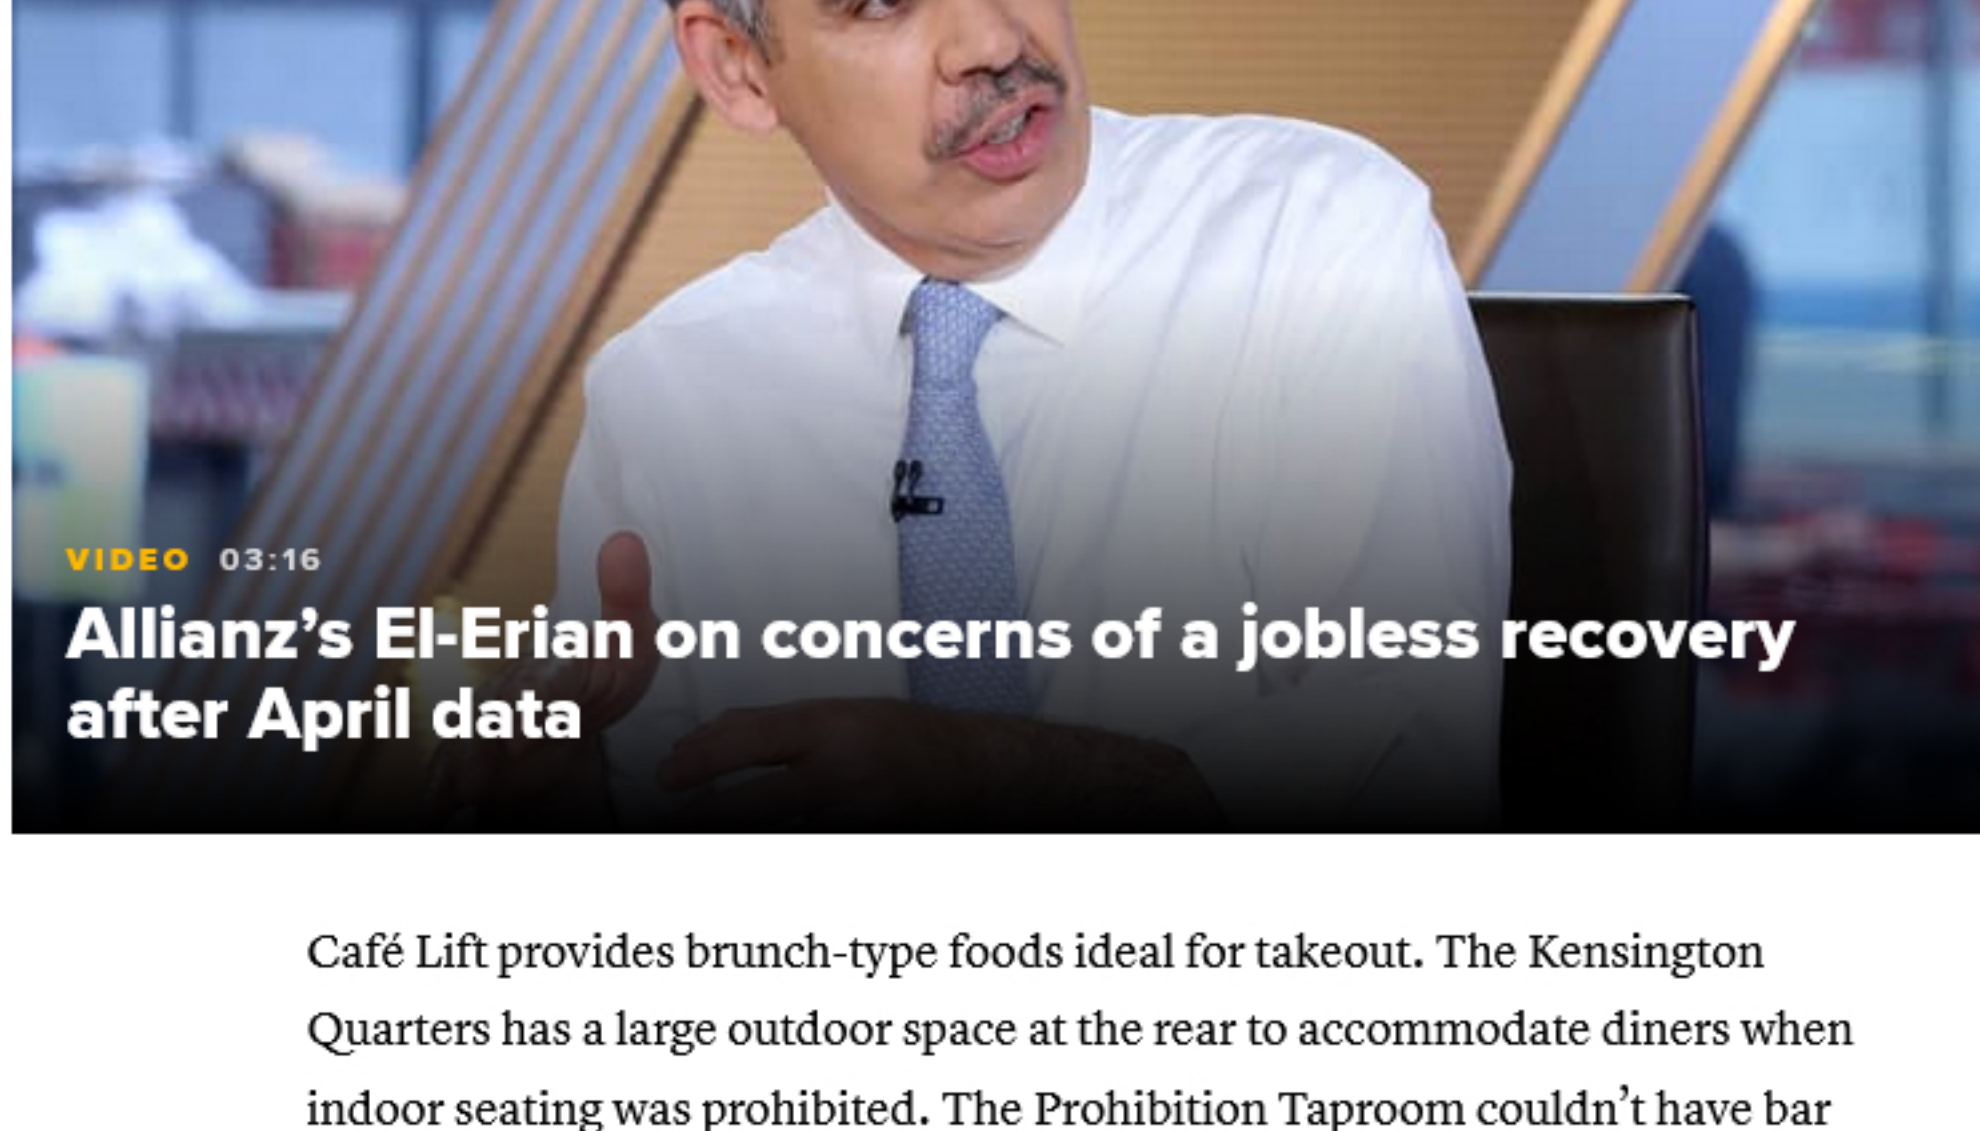 VIDEO 03:16
Allianz’s El-Erian on concerns of a jobless recovery
after April data
Café Lift provides brunch-type foods ideal for takeout. The Kensington
Quarters has a large outdoor space at the rear to accommodate diners when
indoor seating was prohibited. The Prohibition Taproom couldn’t have bar